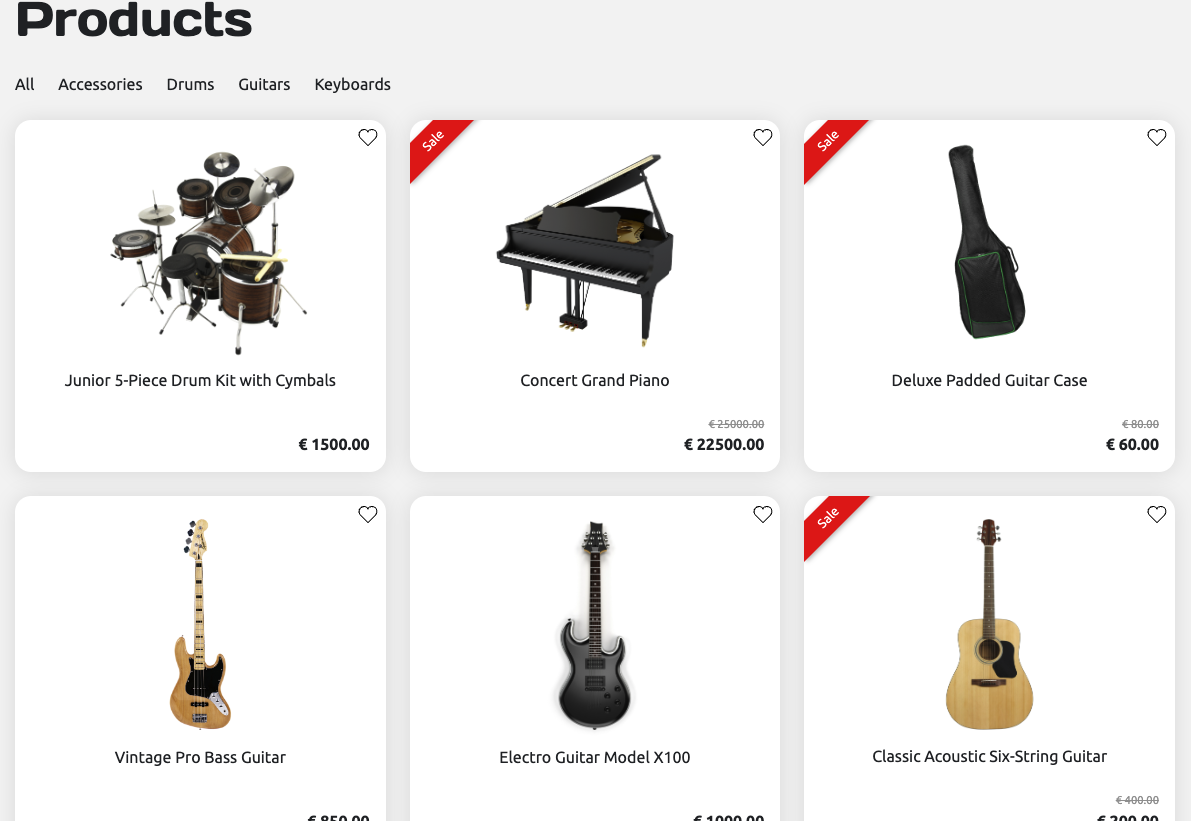 Products
All Accessories Drums Guitars Keyboards
Junior 5-Piece Drum Kit with Cymbals
€ 1500.00
Sale
Concert Grand Piano
€ 25000.00
€ 22500.00
Sale
Deluxe Padded Guitar Case
€ 80.00
€ 60.00
Vintage Pro Bass Guitar
€ 850.00
Electro Guitar Model X100
€ 1000.00
Sale
Classic Acoustic Six-String Guitar
€ 400.00
€ 200.00